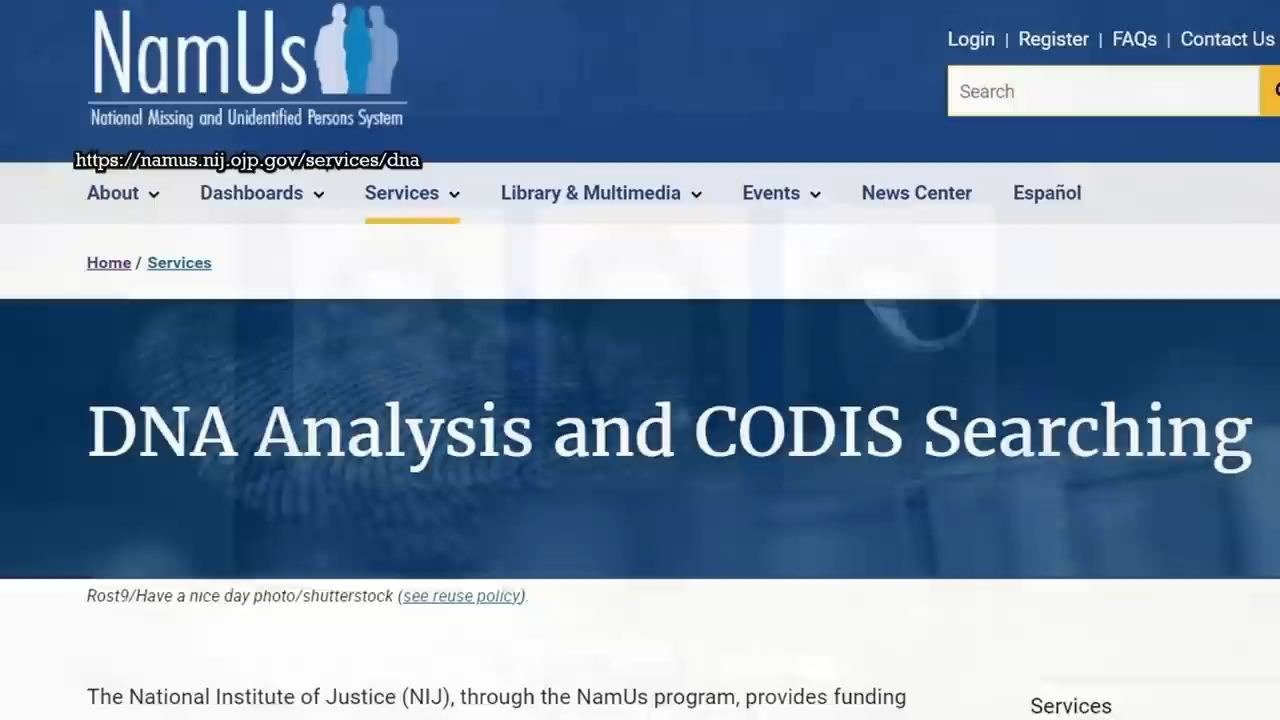 NamUs
National Missing and Unidentified Persons System
Login | Register | FAQs | Contact Us
Search
https://namus.nij.ojp.gov/services/dna
About Dashboards Services Library & Multimedia Events News Center Español
Home / Services
DNA Analysis and CODIS Searching
Rost9/Have a nice day photo/shutterstock (see reuse policy).
The National Institute of Justice (NIJ), through the NamUs program, provides funding
Services